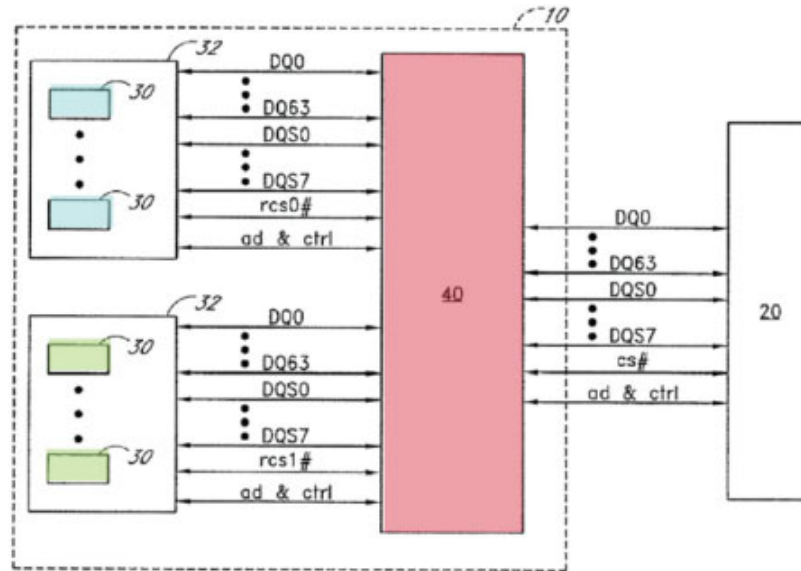 10
32
30
30
DQ0
DQ63
DQS0
DQS7
rcs0#
ad & ctrl
32
30
30
DQ0
DQ63
DQS0
DQS7
rcs1#
ad & ctrl
40
DQ0
DQ63
DQS0
DQS7
cs#
ad & ctrl
20